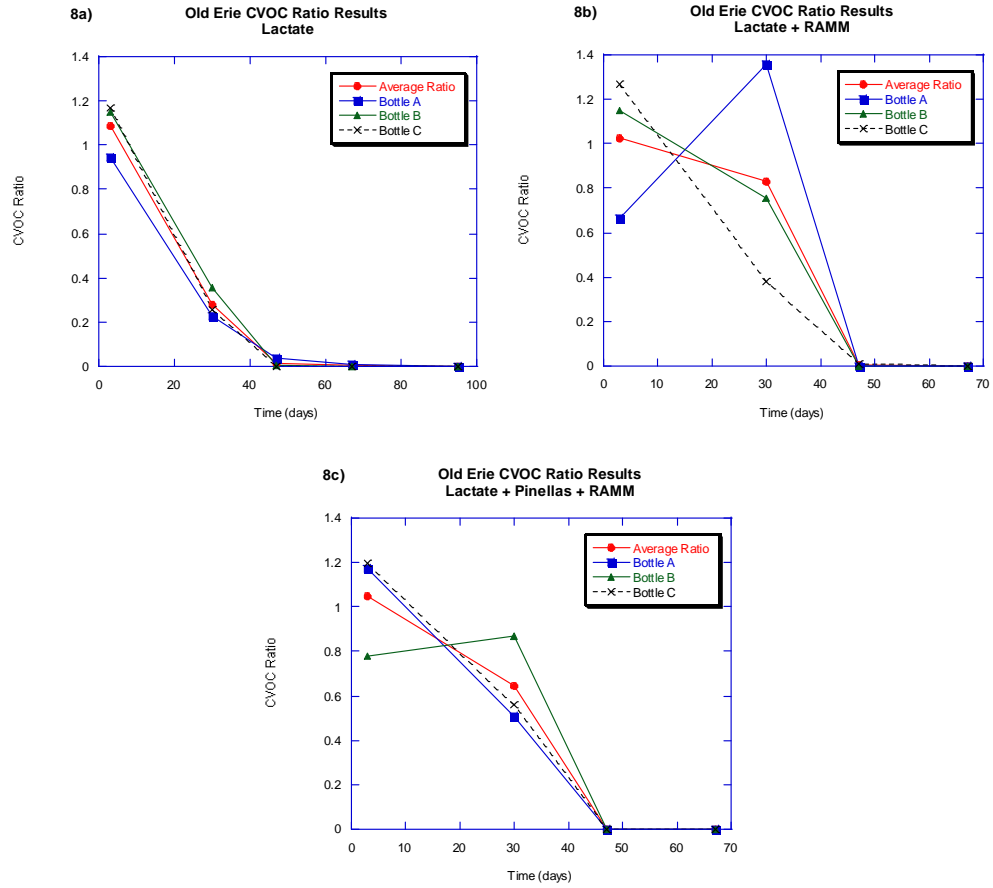 8a)
Old Erie CVOC Ratio Results
Lactate
1.4
1.2
1
0.8
0.6
0.4
0.2
0
CVOC Ratio
Average Ratio
Bottle A
Bottle B
Bottle C
0 20 40 60 80 100
Time (days)
8b)
Old Erie CVOC Ratio Results
Lactate + RAMM
1.4
1.2
1
0.8
0.6
0.4
0.2
0
CVOC Ratio
Average Ratio
Bottle A
Bottle B
Bottle C
0 10 20 30 40 50 60 70
Time (days)
8c)
Old Erie CVOC Ratio Results
Lactate + Pinellas + RAMM
1.4
1.2
1
0.8
0.6
0.4
0.2
0
CVOC Ratio
Average Ratio
Bottle A
Bottle B
Bottle C
0 10 20 30 40 50 60 70
Time (days)